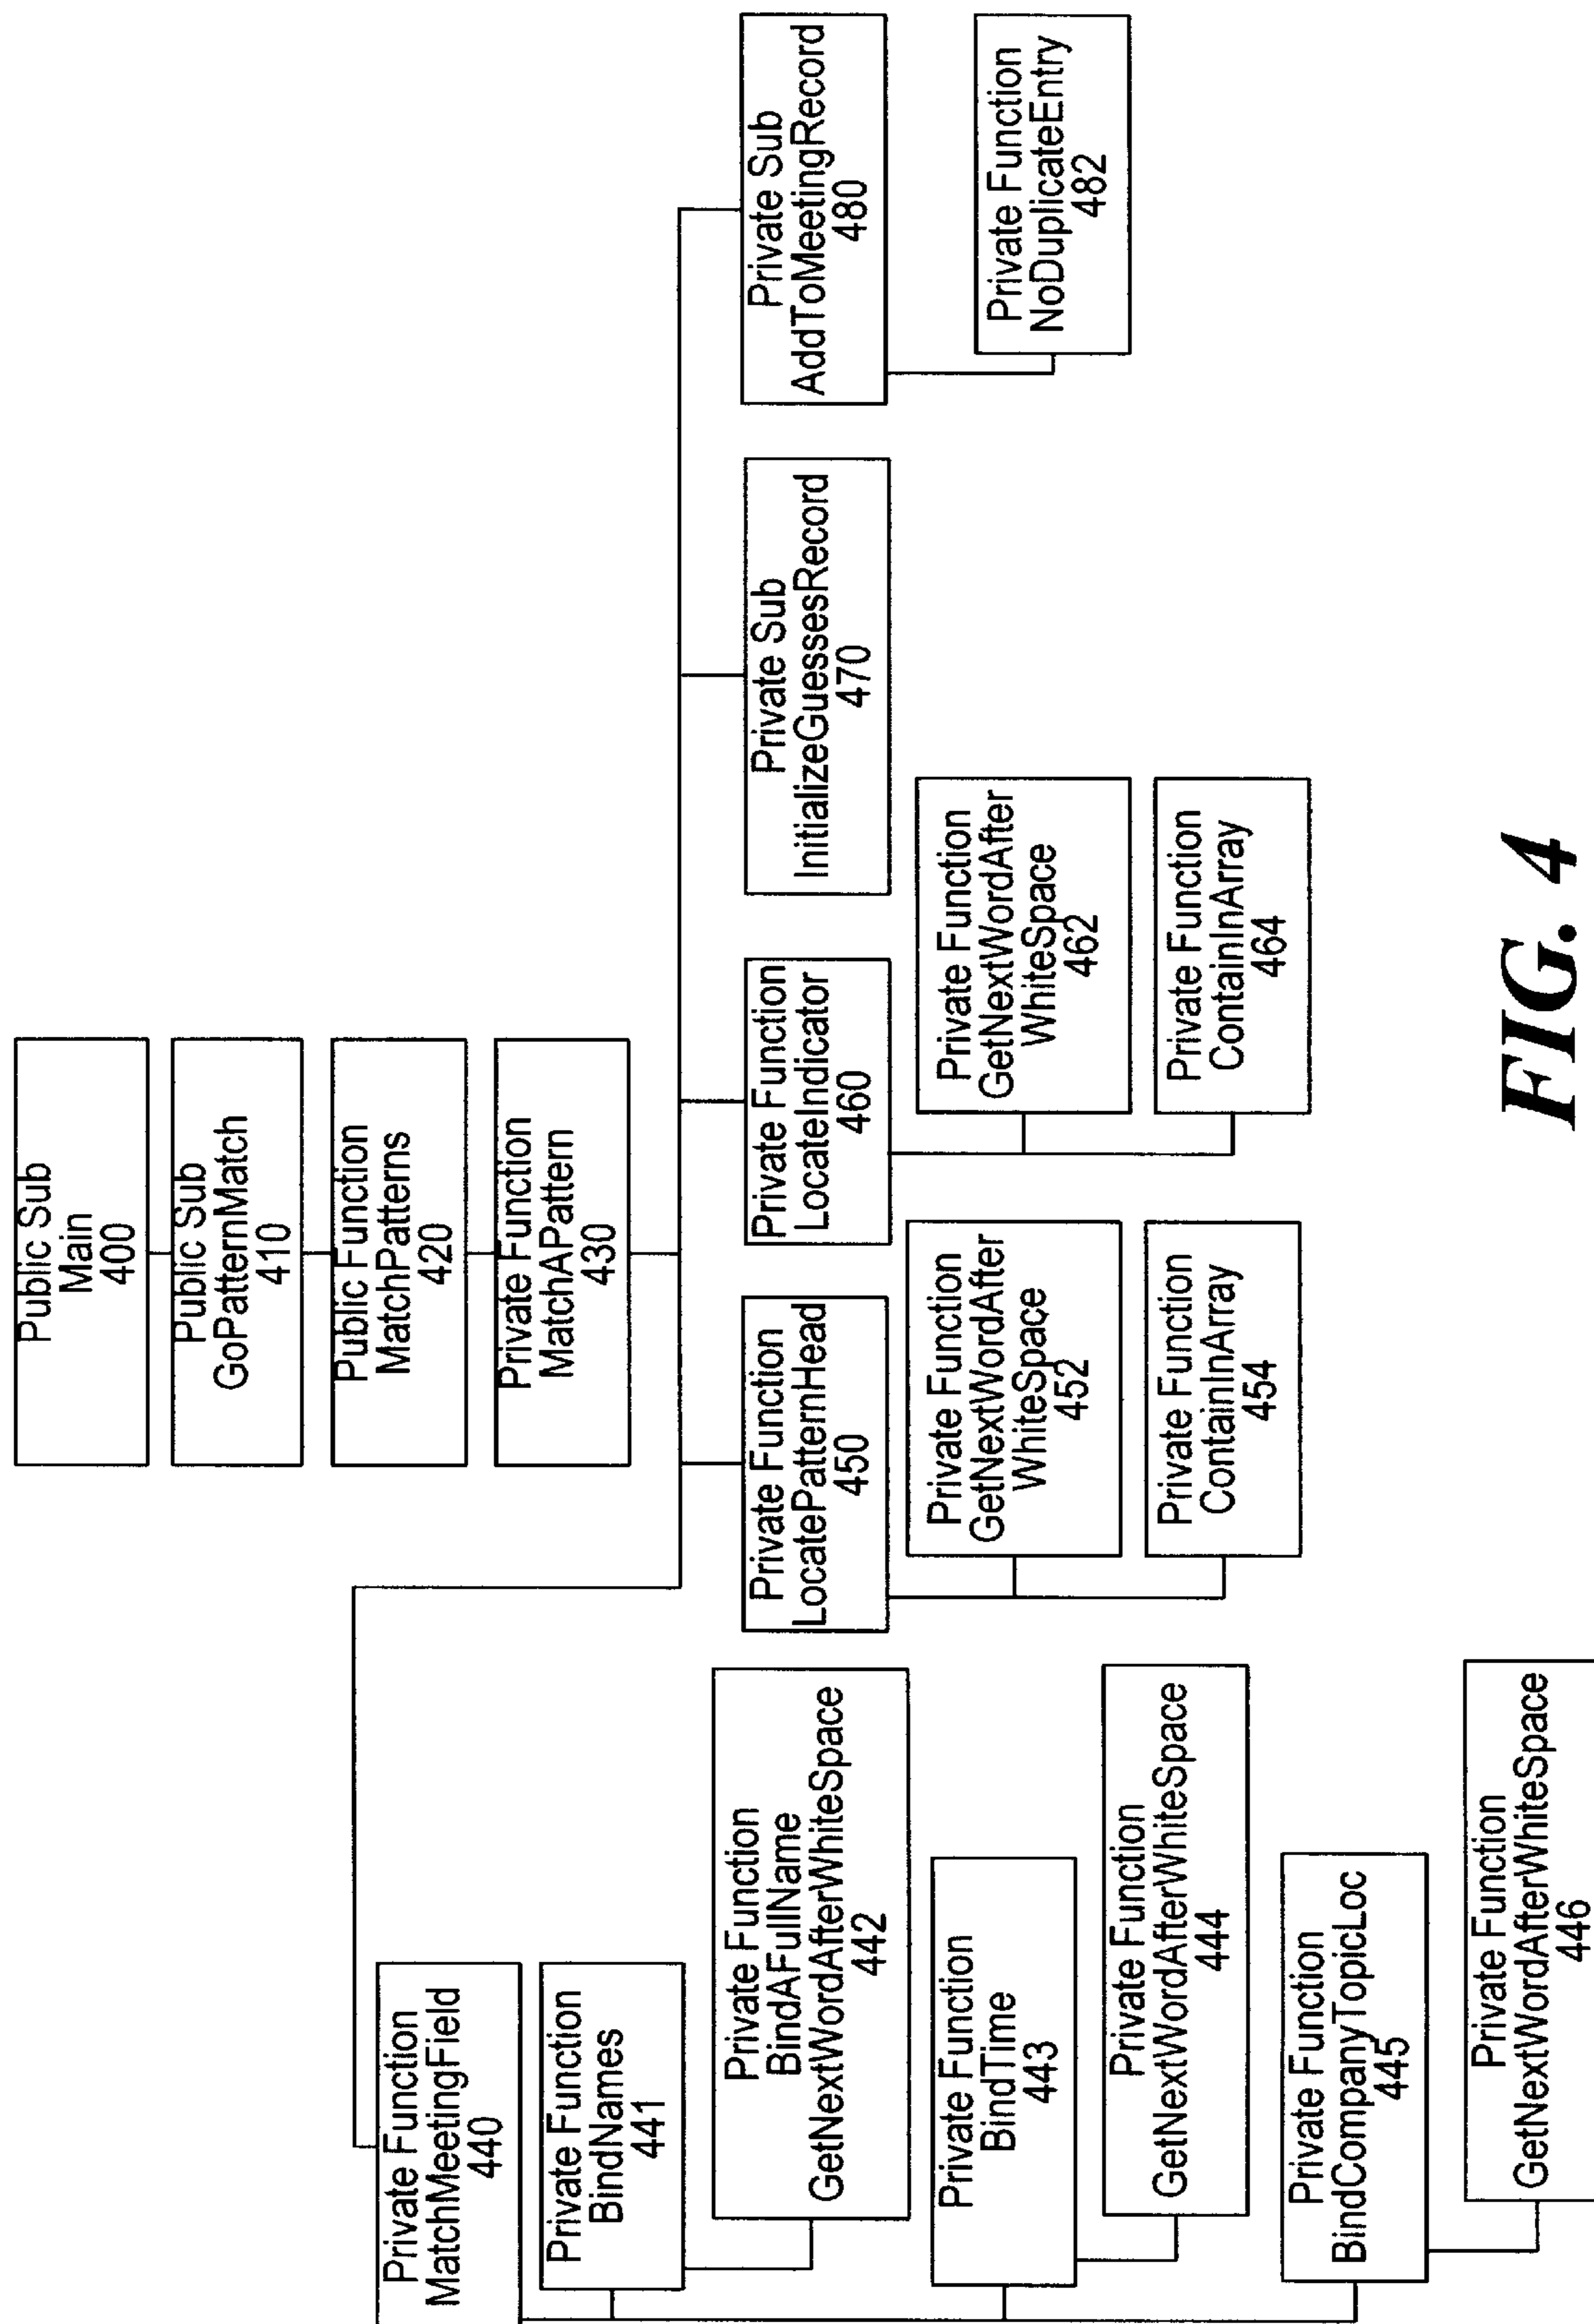 Public Sub
Main
400
Public Sub
GoPatternMatch
410
Public Function
MatchPatterns
420
Private Function
MatchAPattern
430
Private Function
MatchMeetingField
440
Private Function
BindNames
441
Private Function
BindAFullName
GetNextWordAfterWhiteSpace
442
Private Function
BindTime
443
Private Function
GetNextWordAfterWhiteSpace
444
Private Function
BindCompanyTopicLoc
445
Private Function
GetNextWordAfterWhiteSpace
446
Private Function
LocatePatternHead
450
Private Function
GetNextWordAfter
WhiteSpace
452
Private Function
ContainInArray
454
Private Function
LocateIndicator
460
Private Function
GetNextWordAfter
WhiteSpace
462
Private Function
ContainInArray
464
Private Sub
InitializeGuessesRecord
470
Private Sub
AddToMeetingRecord
480
Private Function
NoDuplicateEntry
482
FIG. 4